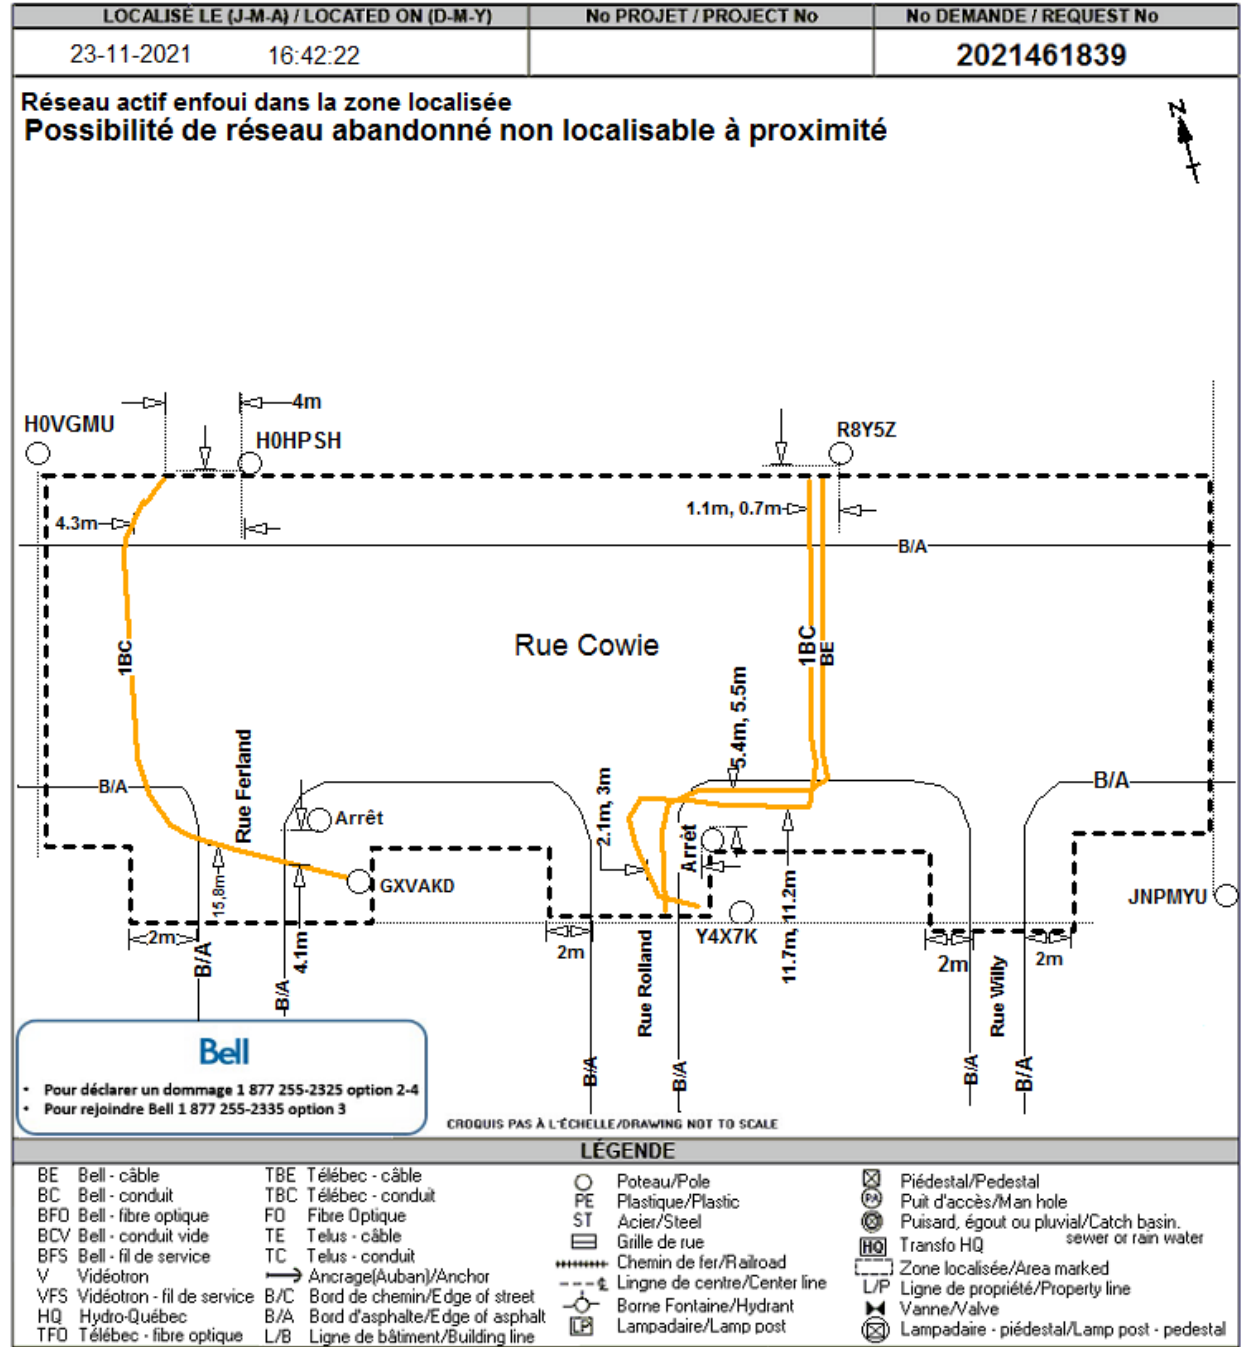 LOCALISÉ LE (J-M-A) / LOCATED ON (D-M-Y)
No PROJET / PROJECT No
No DEMANDE / REQUEST No
23-11-2021 16:42:22
2021461839
Réseau actif enfoui dans la zone localisée
Possibilité de réseau abandonné non localisable à proximité
N
4m
H0VGMU
H0HPSH
R8Y5Z
4.3m
1.1m, 0.7m
B/A
Rue Cowie
1BC
1BC
BE
5.4m, 5.5m
B/A
Rue Ferland
B/A
2.1m, 3m
Arrêt
Arrêt
GXVAKD
15,8m
11.7m, 11.2m
JNPMYU
Y4X7K
2m
B/A
4.1m
2m
Rue Rolland
2m
Rue Willy
2m
B/A
B/A
B/A
B/A
B/A
Bell
• Pour déclarer un dommage 1 877 255-2325 option 2-4
• Pour rejoindre Bell 1 877 255-2335 option 3
CROQUIS PAS À L'ÉCHELLE/DRAWING NOT TO SCALE
LÉGENDE
BE Bell - câble
BC Bell - conduit
BFO Bell - fibre optique
BCV Bell - conduit vide
BFS Bell - fil de service
V Vidéotron
VFS Vidéotron - fil de service
HQ Hydro-Québec
TFO Télébec - fibre optique
TBE Télébec - câble
TBC Télébec - conduit
FO Fibre Optique
TE Telus - câble
TC Telus - conduit
Ancrage(Auban)/Anchor
B/C Bord de chemin/Edge of street
B/A Bord d'asphalte/Edge of asphalt
L/B Ligne de bâtiment/Building line
Poteau/Pole
PE Plastique/Plastic
ST Acier/Steel
Grille de rue
Chemin de fer/Railroad
Lingne de centre/Center line
Borne Fontaine/Hydrant
LP Lampadaire/Lamp post
Piédestal/Pedestal
PA Puit d'accès/Man hole
Puisard, égout ou pluvial/Catch basin.
sewer or rain water
HQ Transfo HQ
Zone localisée/Area marked
L/P Ligne de propriété/Property line
Vanne/Valve
Lampadaire - piédestal/Lamp post - pedestal